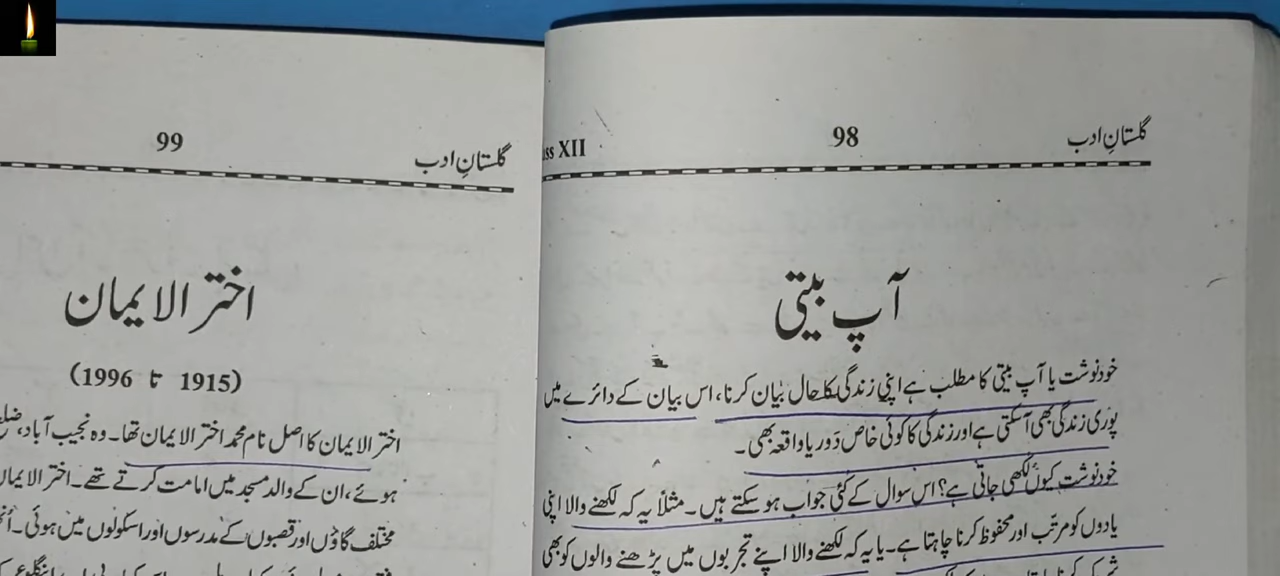 گلستانِ ادب 98 XII
آپ بیتی
خودنوشت یا آپ بیتی کا مطلب ہے اپنی زندگی کا حال بیان کرنا، اس بیان کے دائرے میں
پوری زندگی بھی آسکتی ہے اور زندگی کا کوئی خاص دَور یا واقعہ بھی۔
خودنوشت کیوں لکھی جاتی ہے؟ اس سوال کے کئی جواب ہو سکتے ہیں۔ مثلاً یہ کہ لکھنے والا اپنی
یادوں کو مرتّب اور محفوظ کرنا چاہتا ہے۔ یا یہ کہ لکھنے والا اپنے تجربوں میں پڑھنے والوں کو بھی
گلستانِ ادب 99
اختر الایمان
(1915 تا 1996)
اختر الایمان کا اصل نام محمد اختر الایمان تھا۔ وہ نجیب آباد، ضلع
ہوئے، ان کے والد مسجد میں امامت کرتے تھے۔ اختر الایمان
مختلف گاؤں اور قصبوں کے مدرسوں اور اسکولوں میں ہوئی۔